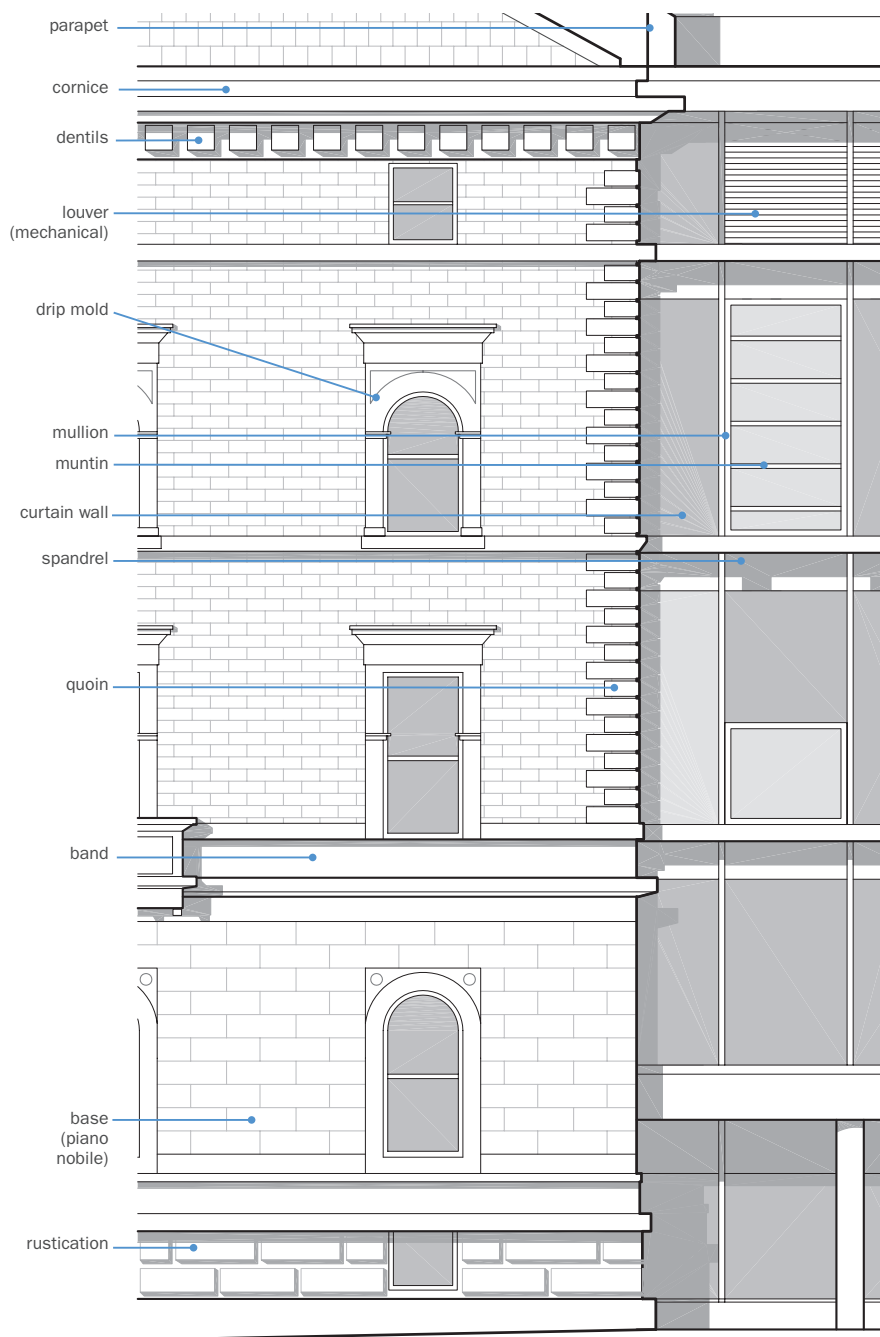 parapet
cornice
dentils
louver
(mechanical)
drip mold
mullion
muntin
curtain wall
spandrel
quoin
band
base
(piano
nobile)
rustication